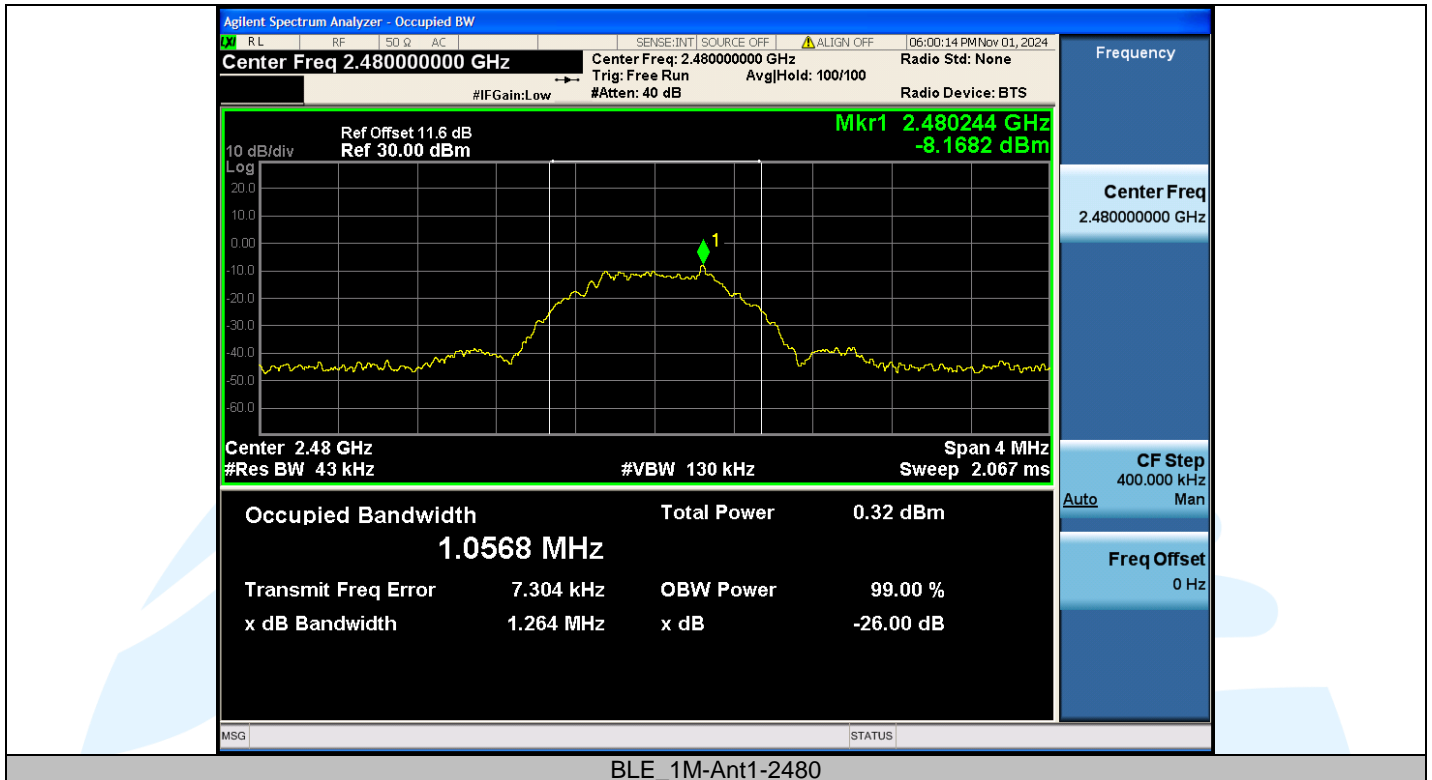 Agilent Spectrum Analyzer - Occupied BW
LXI RL RF 50 Ω AC SENSE:INT SOURCE OFF ALIGN OFF 06:00:14 PM Nov 01, 2024
Center Freq 2.480000000 GHz
Center Freq: 2.480000000 GHz
Radio Std: None
Trig: Free Run Avg|Hold: 100/100
#IFGain:Low #Atten: 40 dB Radio Device: BTS
Mkr1 2.480244 GHz
-8.1682 dBm
Ref Offset 11.6 dB
10 dB/div Ref 30.00 dBm
Log
20.0
10.0
0.00
-10.0
-20.0
-30.0
-40.0
-50.0
-60.0
1
Center 2.48 GHz Span 4 MHz
#Res BW 43 kHz #VBW 130 kHz Sweep 2.067 ms
Occupied Bandwidth Total Power 0.32 dBm
1.0568 MHz
Transmit Freq Error 7.304 kHz OBW Power 99.00 %
x dB Bandwidth 1.264 MHz x dB -26.00 dB
MSG STATUS
Frequency
Center Freq
2.480000000 GHz
CF Step
400.000 kHz
Auto Man
Freq Offset
0 Hz
BLE_1M-Ant1-2480